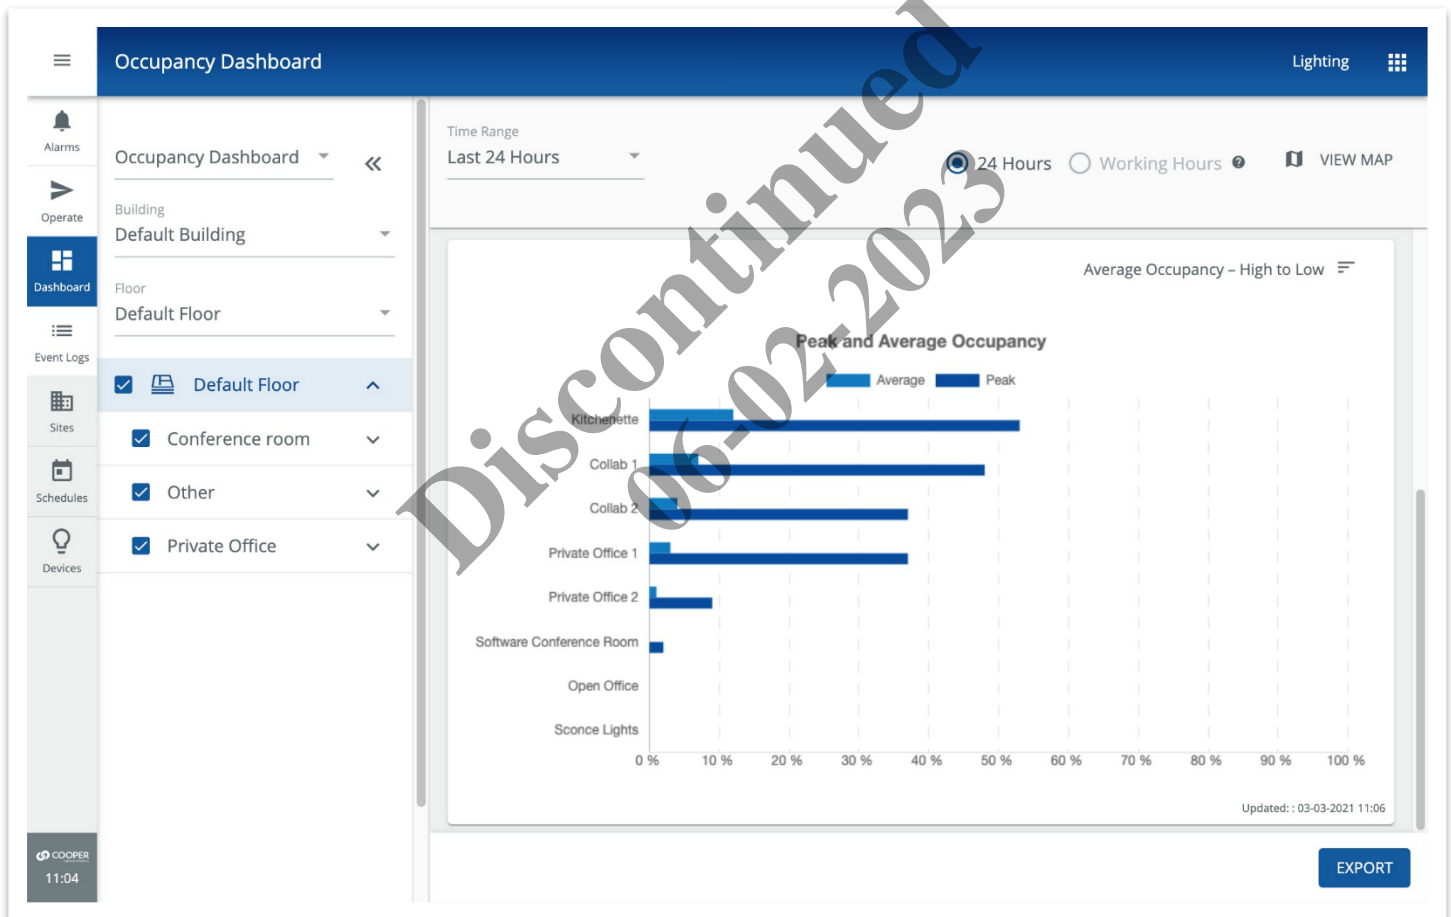 Occupancy Dashboard
Lighting
Alarms
Operate
Dashboard
Event Logs
Sites
Schedules
Devices
COOPER
11:04
Occupancy Dashboard
Building
Default Building
Floor
Default Floor
Default Floor
Conference room
Other
Private Office
Time Range
Last 24 Hours
24 Hours
Working Hours
VIEW MAP
Average Occupancy – High to Low
Peak and Average Occupancy
Average
Peak
Kitchenette
Collab 1
Collab 2
Private Office 1
Private Office 2
Software Conference Room
Open Office
Sconce Lights
0 % 10 % 20 % 30 % 40 % 50 % 60 % 70 % 80 % 90 % 100 %
Updated: : 03-03-2021 11:06
EXPORT
Discontinued
06-02-2023